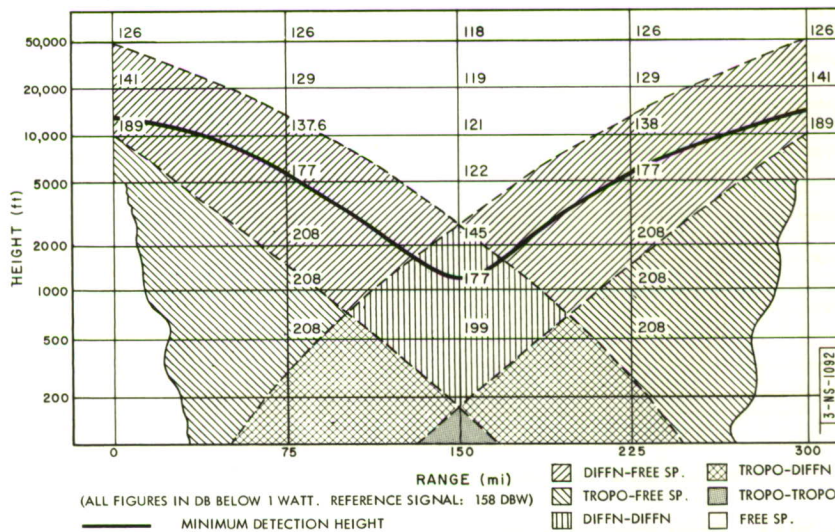 126 126 118 126 126
50,000
141 129 119 129 141
20,000
189 137.6 121 138 189
10,000
177 122 177
5000
208 145 208
2000
208 177 208
1000
208 199 208
500
200
HEIGHT (ft)
0 75 150 225 300
RANGE (mi)
3-NS-1092
(ALL FIGURES IN DB BELOW 1 WATT. REFERENCE SIGNAL: 158 DBW)
MINIMUM DETECTION HEIGHT
DIFFN-FREE SP.
TROPO-FREE SP.
DIFFN-DIFFN
TROPO-DIFFN
TROPO-TROPO
FREE SP.